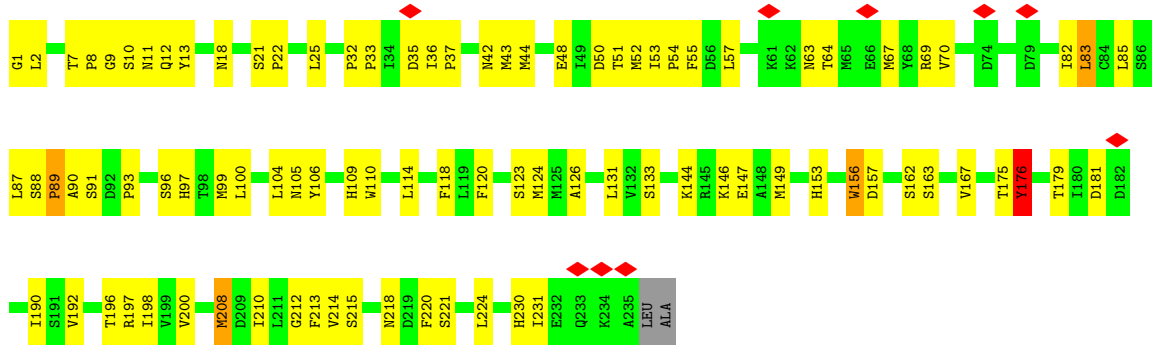 G1 L2 T7 P8 G9 S10 N11 Q12 Y13 N18 S21 P22 L25 P32 P33 I34 D35 I36 P37 N42 M43 M44 E48 I49 D50 T51 M52 I53 P54 F55 D56 L57 K61 K62 N63 T64 M65 E66 M67 Y68 R69 V70 D74 D79 I82 L83 C84 L85 S86
L87 S88 P89 A90 S91 D92 P93 S96 H97 T98 M99 L100 L104 N105 Y106 H109 W110 L114 F118 L119 F120 S123 M124 M125 A126 L131 V132 S133 K144 R145 K146 E147 A148 M149 H153 W156 D157 S162 S163 V167 T175 Y176 T179 I180 D181 D182
I190 S191 V192 T196 R197 I198 V199 V200 M208 D209 I210 L211 G212 F213 V214 S215 N218 D219 F220 S221 L224 H230 I231 E232 Q233 K234 A235 LEU ALA